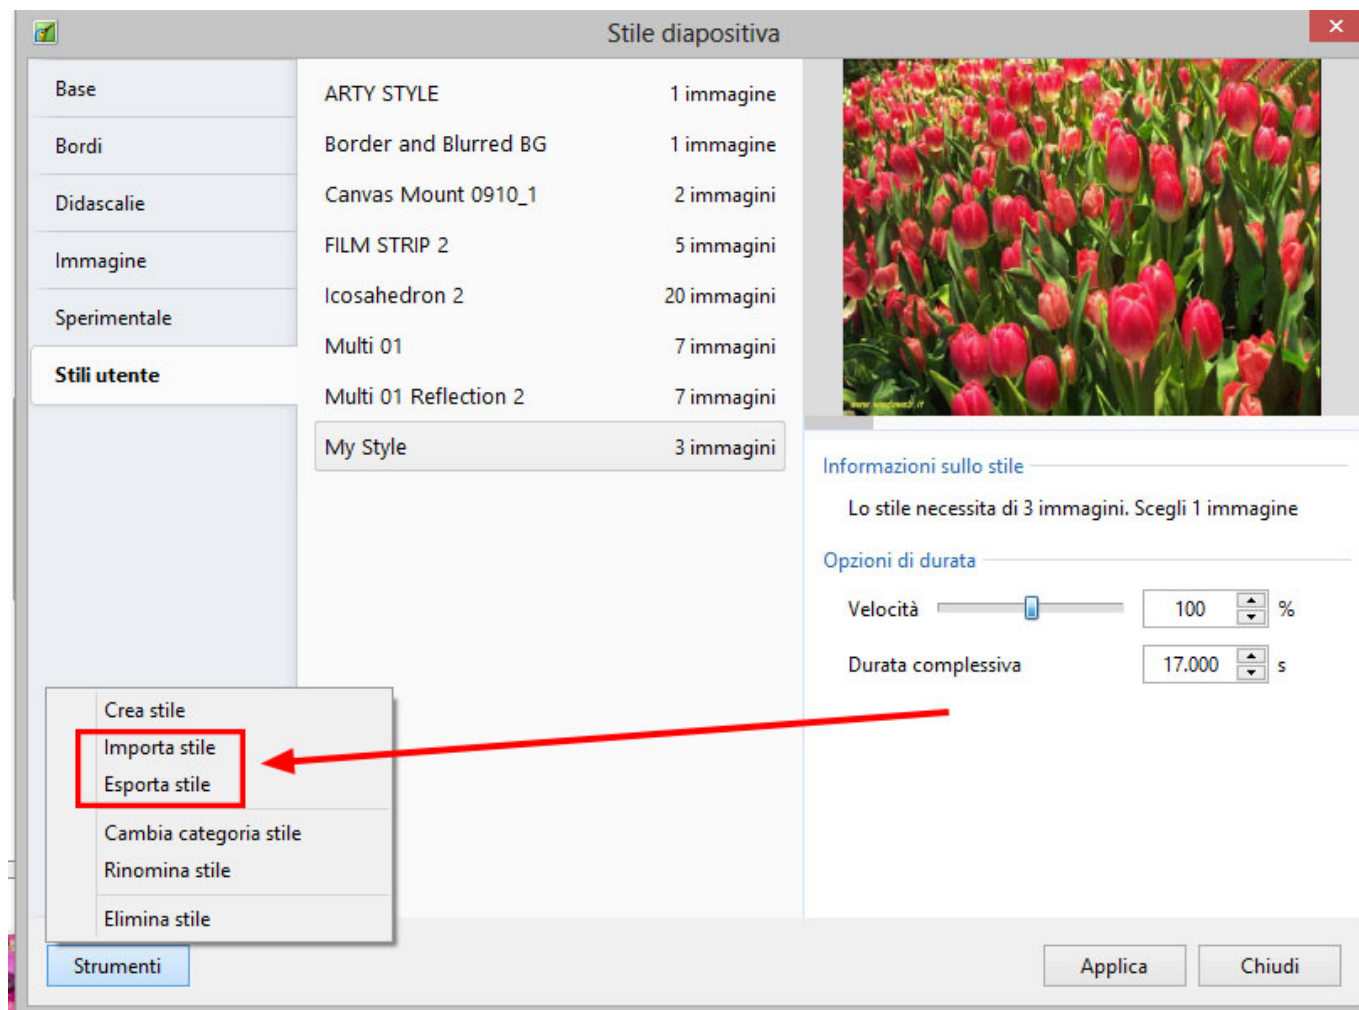 Stile diapositiva
Base
Bordi
Didascalie
Immagine
Sperimentale
Stili utente
ARTY STYLE 1 immagine
Border and Blurred BG 1 immagine
Canvas Mount 0910_1 2 immagini
FILM STRIP 2 5 immagini
Icosahedron 2 20 immagini
Multi 01 7 immagini
Multi 01 Reflection 2 7 immagini
My Style 3 immagini
www.windoweb.it
Informazioni sullo stile
Lo stile necessita di 3 immagini. Scegli 1 immagine
Opzioni di durata
Velocità 100 %
Durata complessiva 17.000 s
Crea stile
Importa stile
Esporta stile
Cambia categoria stile
Rinomina stile
Elimina stile
Strumenti
Applica
Chiudi